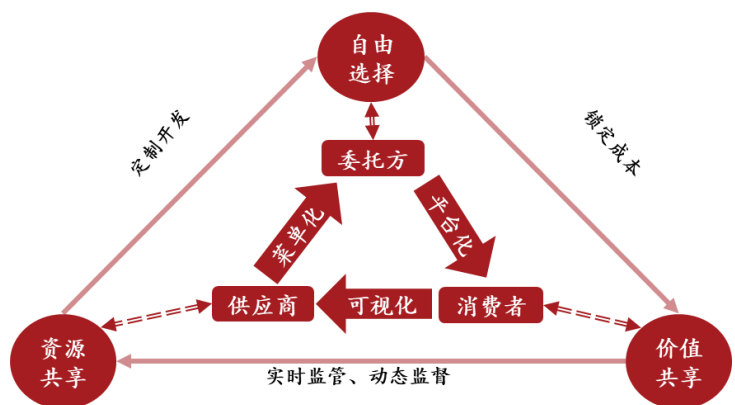 自由
选择
定制开发
锁定成本
委托方
菜单化
平台化
供应商
可视化
消费者
资源
共享
价值
共享
实时监管、动态监督